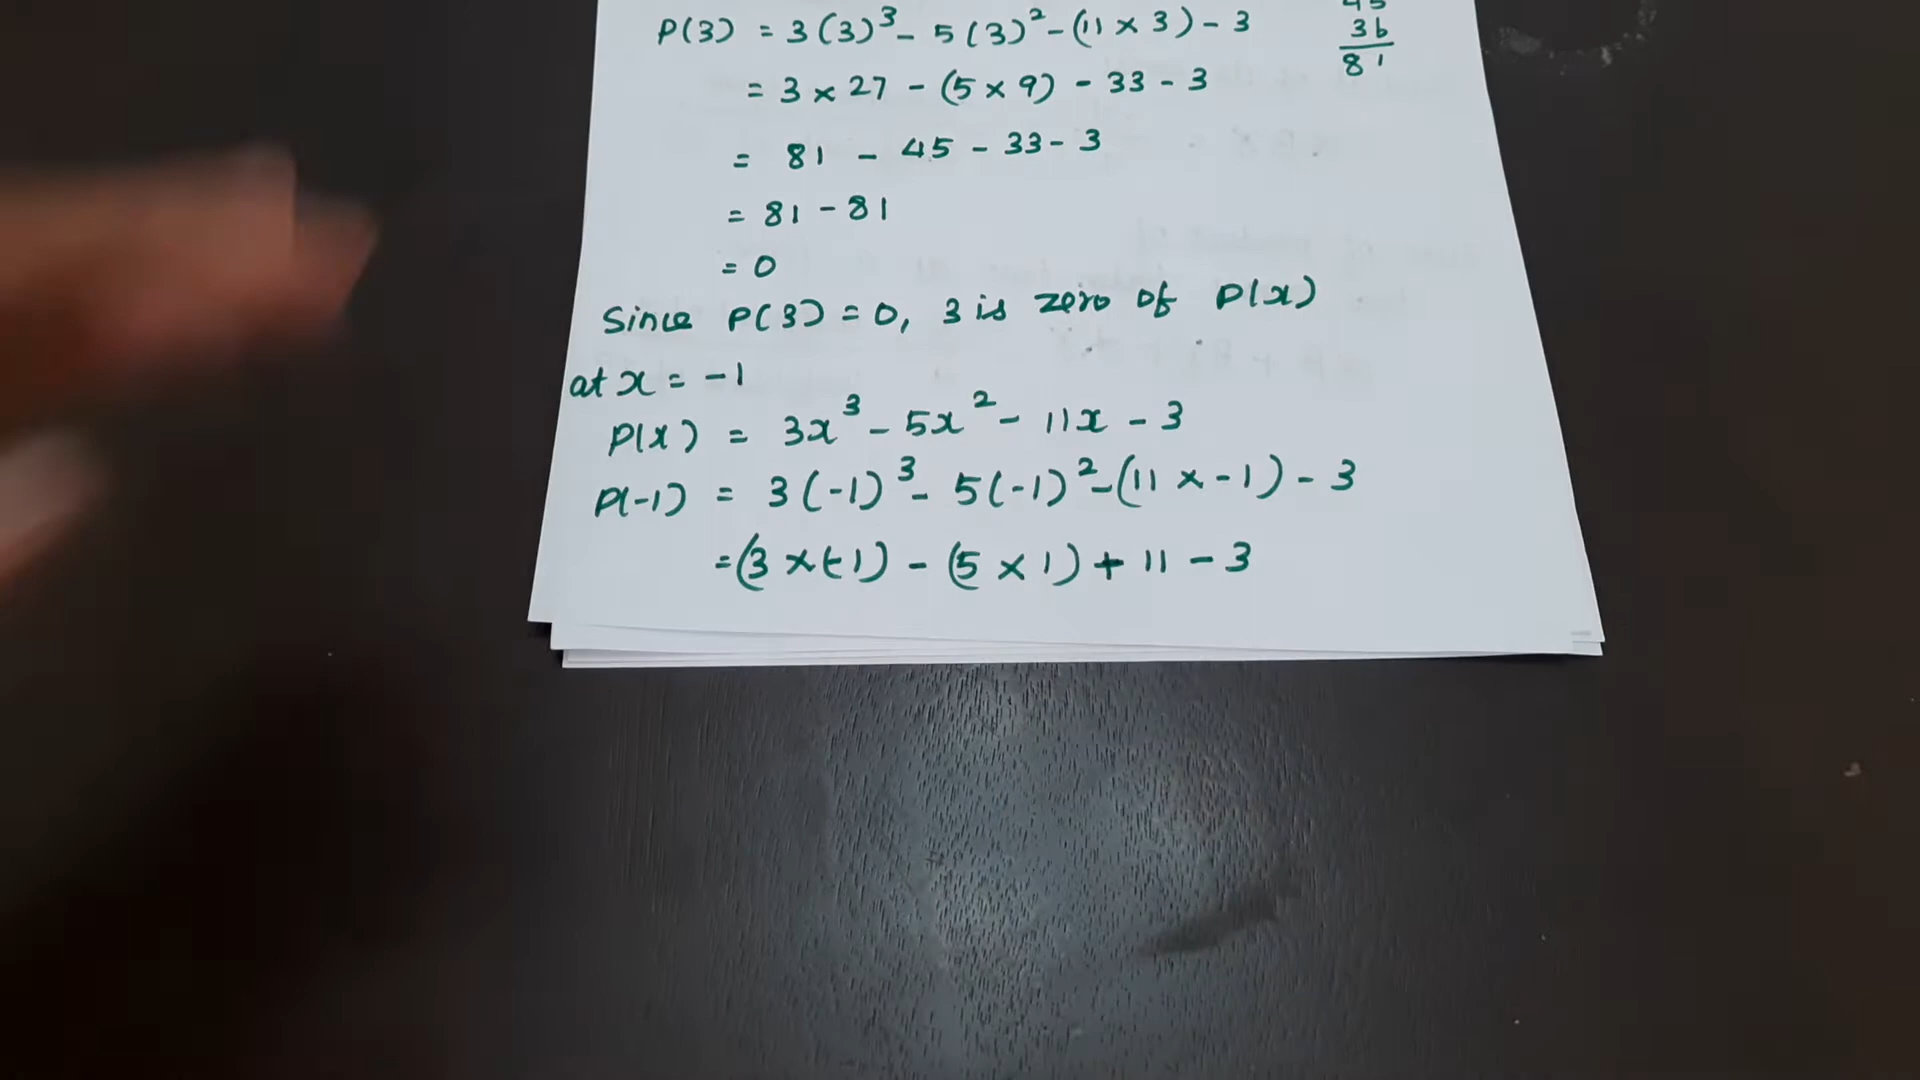 P(3) = 3(3)³ - 5(3)² - (11 × 3) - 3
45
36
81
= 3 × 27 - (5 × 9) - 33 - 3
= 81 - 45 - 33 - 3
= 81 - 81
= 0
Since P(3) = 0, 3 is zero of P(x)
at x = -1
P(x) = 3x³ - 5x² - 11x - 3
P(-1) = 3(-1)³ - 5(-1)² - (11 × -1) - 3
= (3 × (-1) - (5 × 1) + 11 - 3